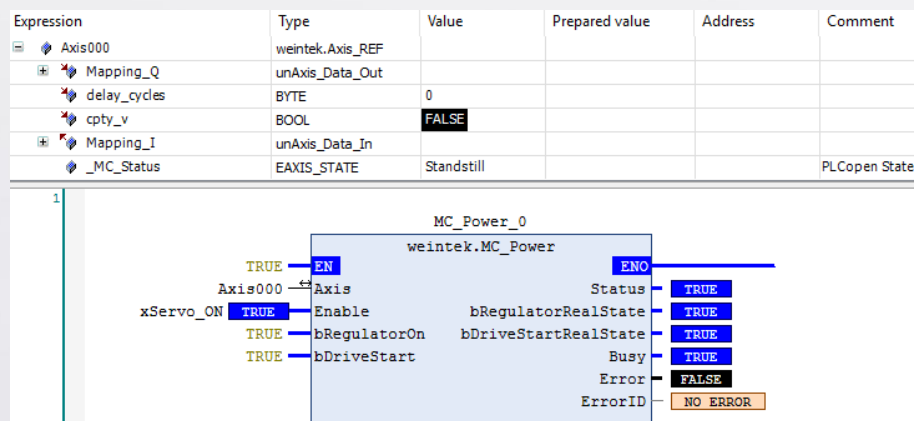 Expression Type Value Prepared value Address Comment
Axis000 weintek.Axis_REF
Mapping_Q unAxis_Data_Out
delay_cycles BYTE 0
cpty_v BOOL FALSE
Mapping_I unAxis_Data_In
_MC_Status EAXIS_STATE Standstill PLCopen State
1
MC_Power_0
weintek.MC_Power
TRUE EN ENO
Axis000 Axis Status TRUE
xServo_ON TRUE Enable bRegulatorRealState TRUE
TRUE bRegulatorOn bDriveStartRealState TRUE
TRUE bDriveStart Busy TRUE
Error FALSE
ErrorID NO ERROR